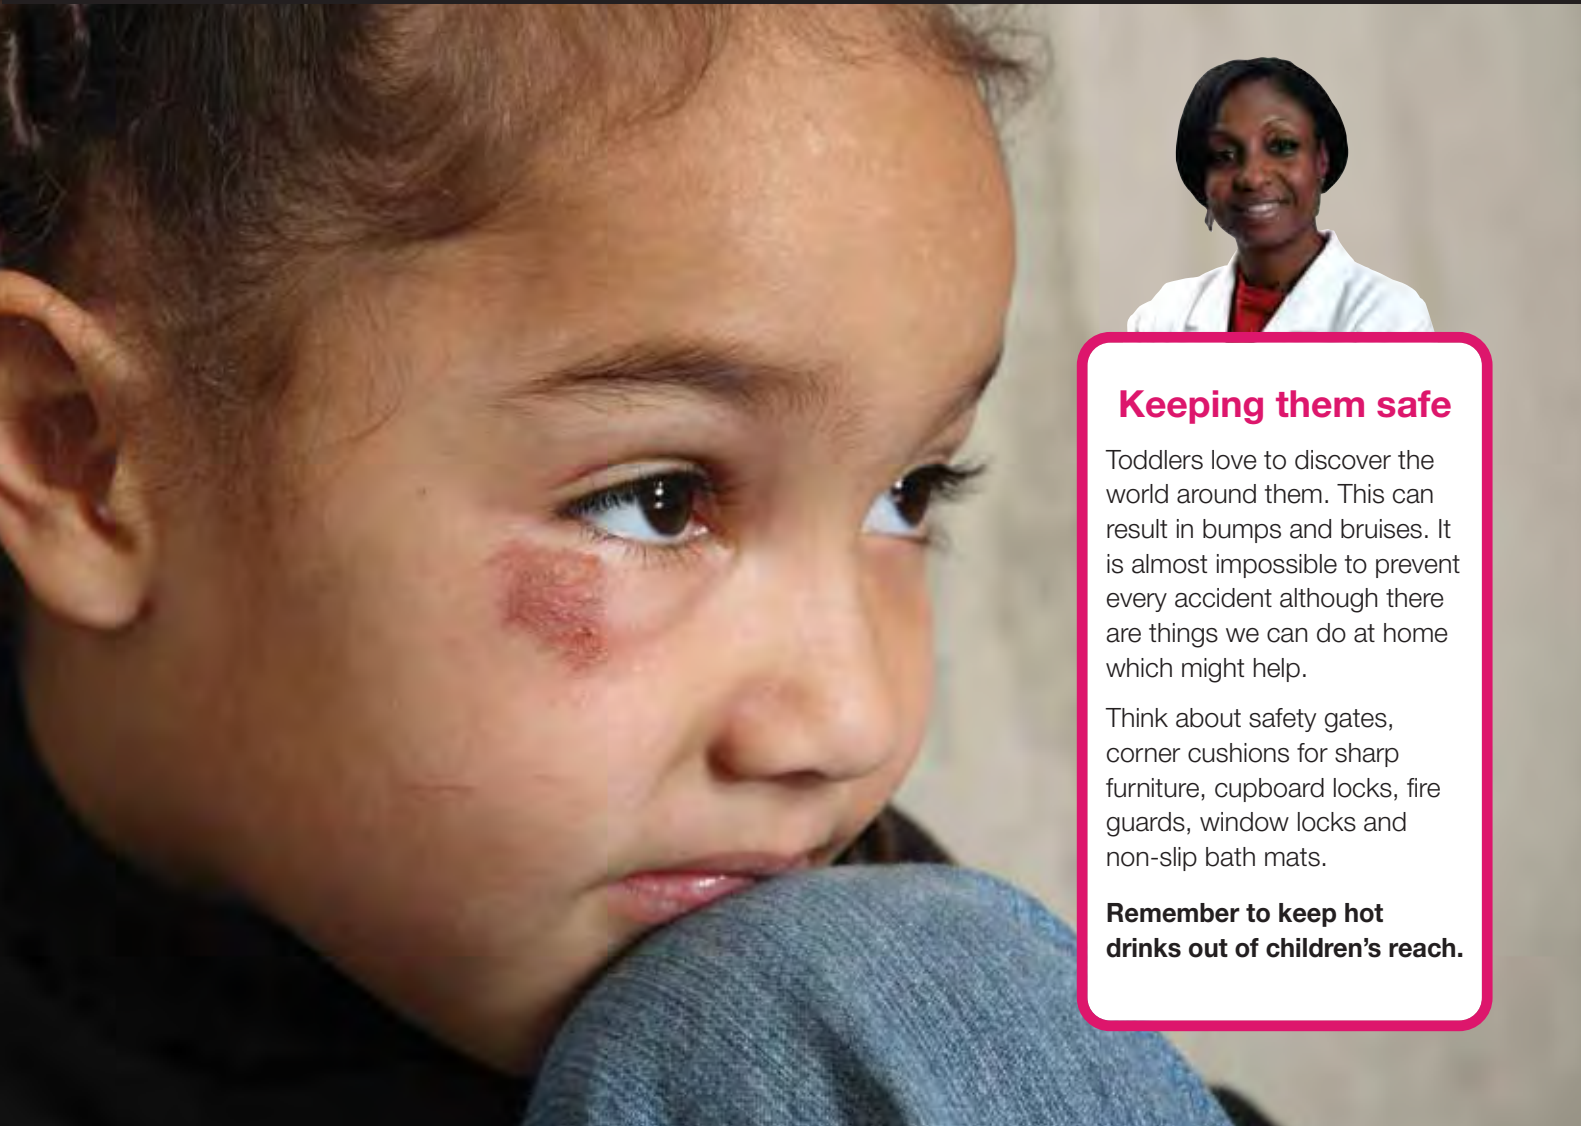 Keeping them safe
Toddlers love to discover the
world around them. This can
result in bumps and bruises. It
is almost impossible to prevent
every accident although there
are things we can do at home
which might help.
Think about safety gates,
corner cushions for sharp
furniture, cupboard locks, fire
guards, window locks and
non-slip bath mats.
Remember to keep hot
drinks out of children’s reach.